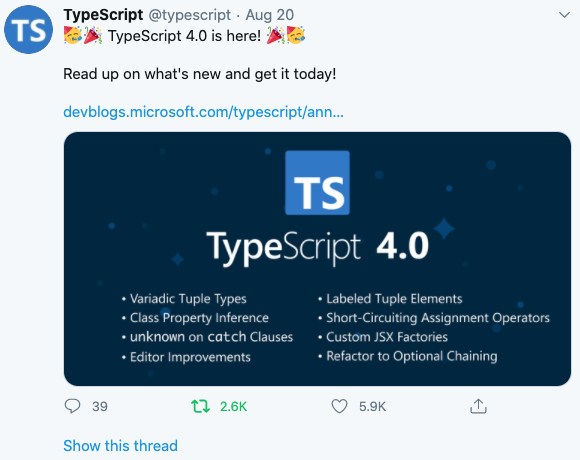 TS
TypeScript @typescript · Aug 20
🥳🎉 TypeScript 4.0 is here! 🎉🥳
Read up on what's new and get it today!
devblogs.microsoft.com/typescript/ann...
TS
TypeScript 4.0
• Variadic Tuple Types
• Class Property Inference
• unknown on catch Clauses
• Editor Improvements
• Labeled Tuple Elements
• Short-Circuiting Assignment Operators
• Custom JSX Factories
• Refactor to Optional Chaining
39 2.6K 5.9K
Show this thread